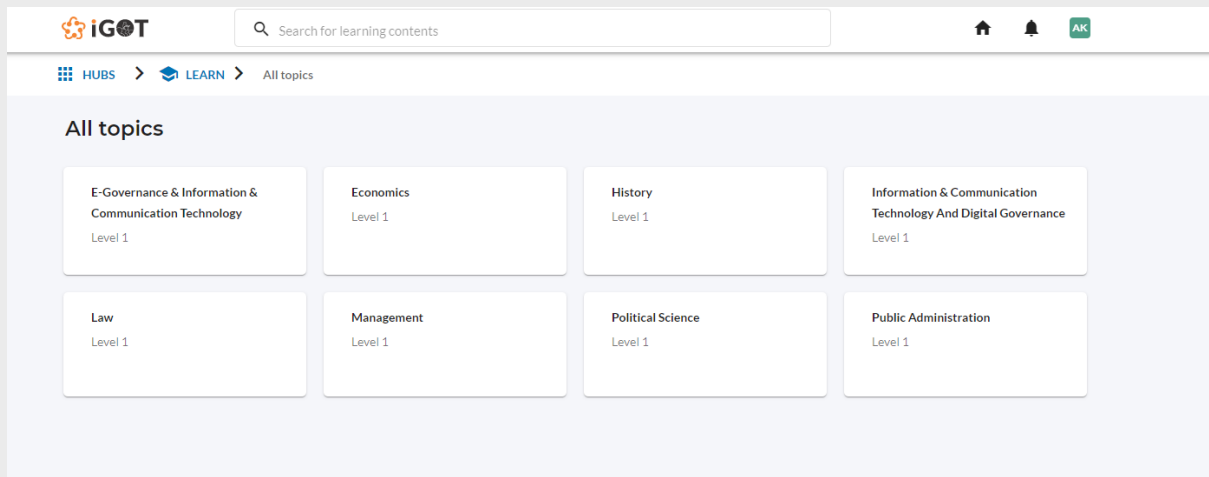 iGOT
Search for learning contents
AK
HUBS
LEARN
All topics
All topics
E-Governance & Information &
Communication Technology
Level 1
Economics
Level 1
History
Level 1
Information & Communication
Technology And Digital Governance
Level 1
Law
Level 1
Management
Level 1
Political Science
Level 1
Public Administration
Level 1